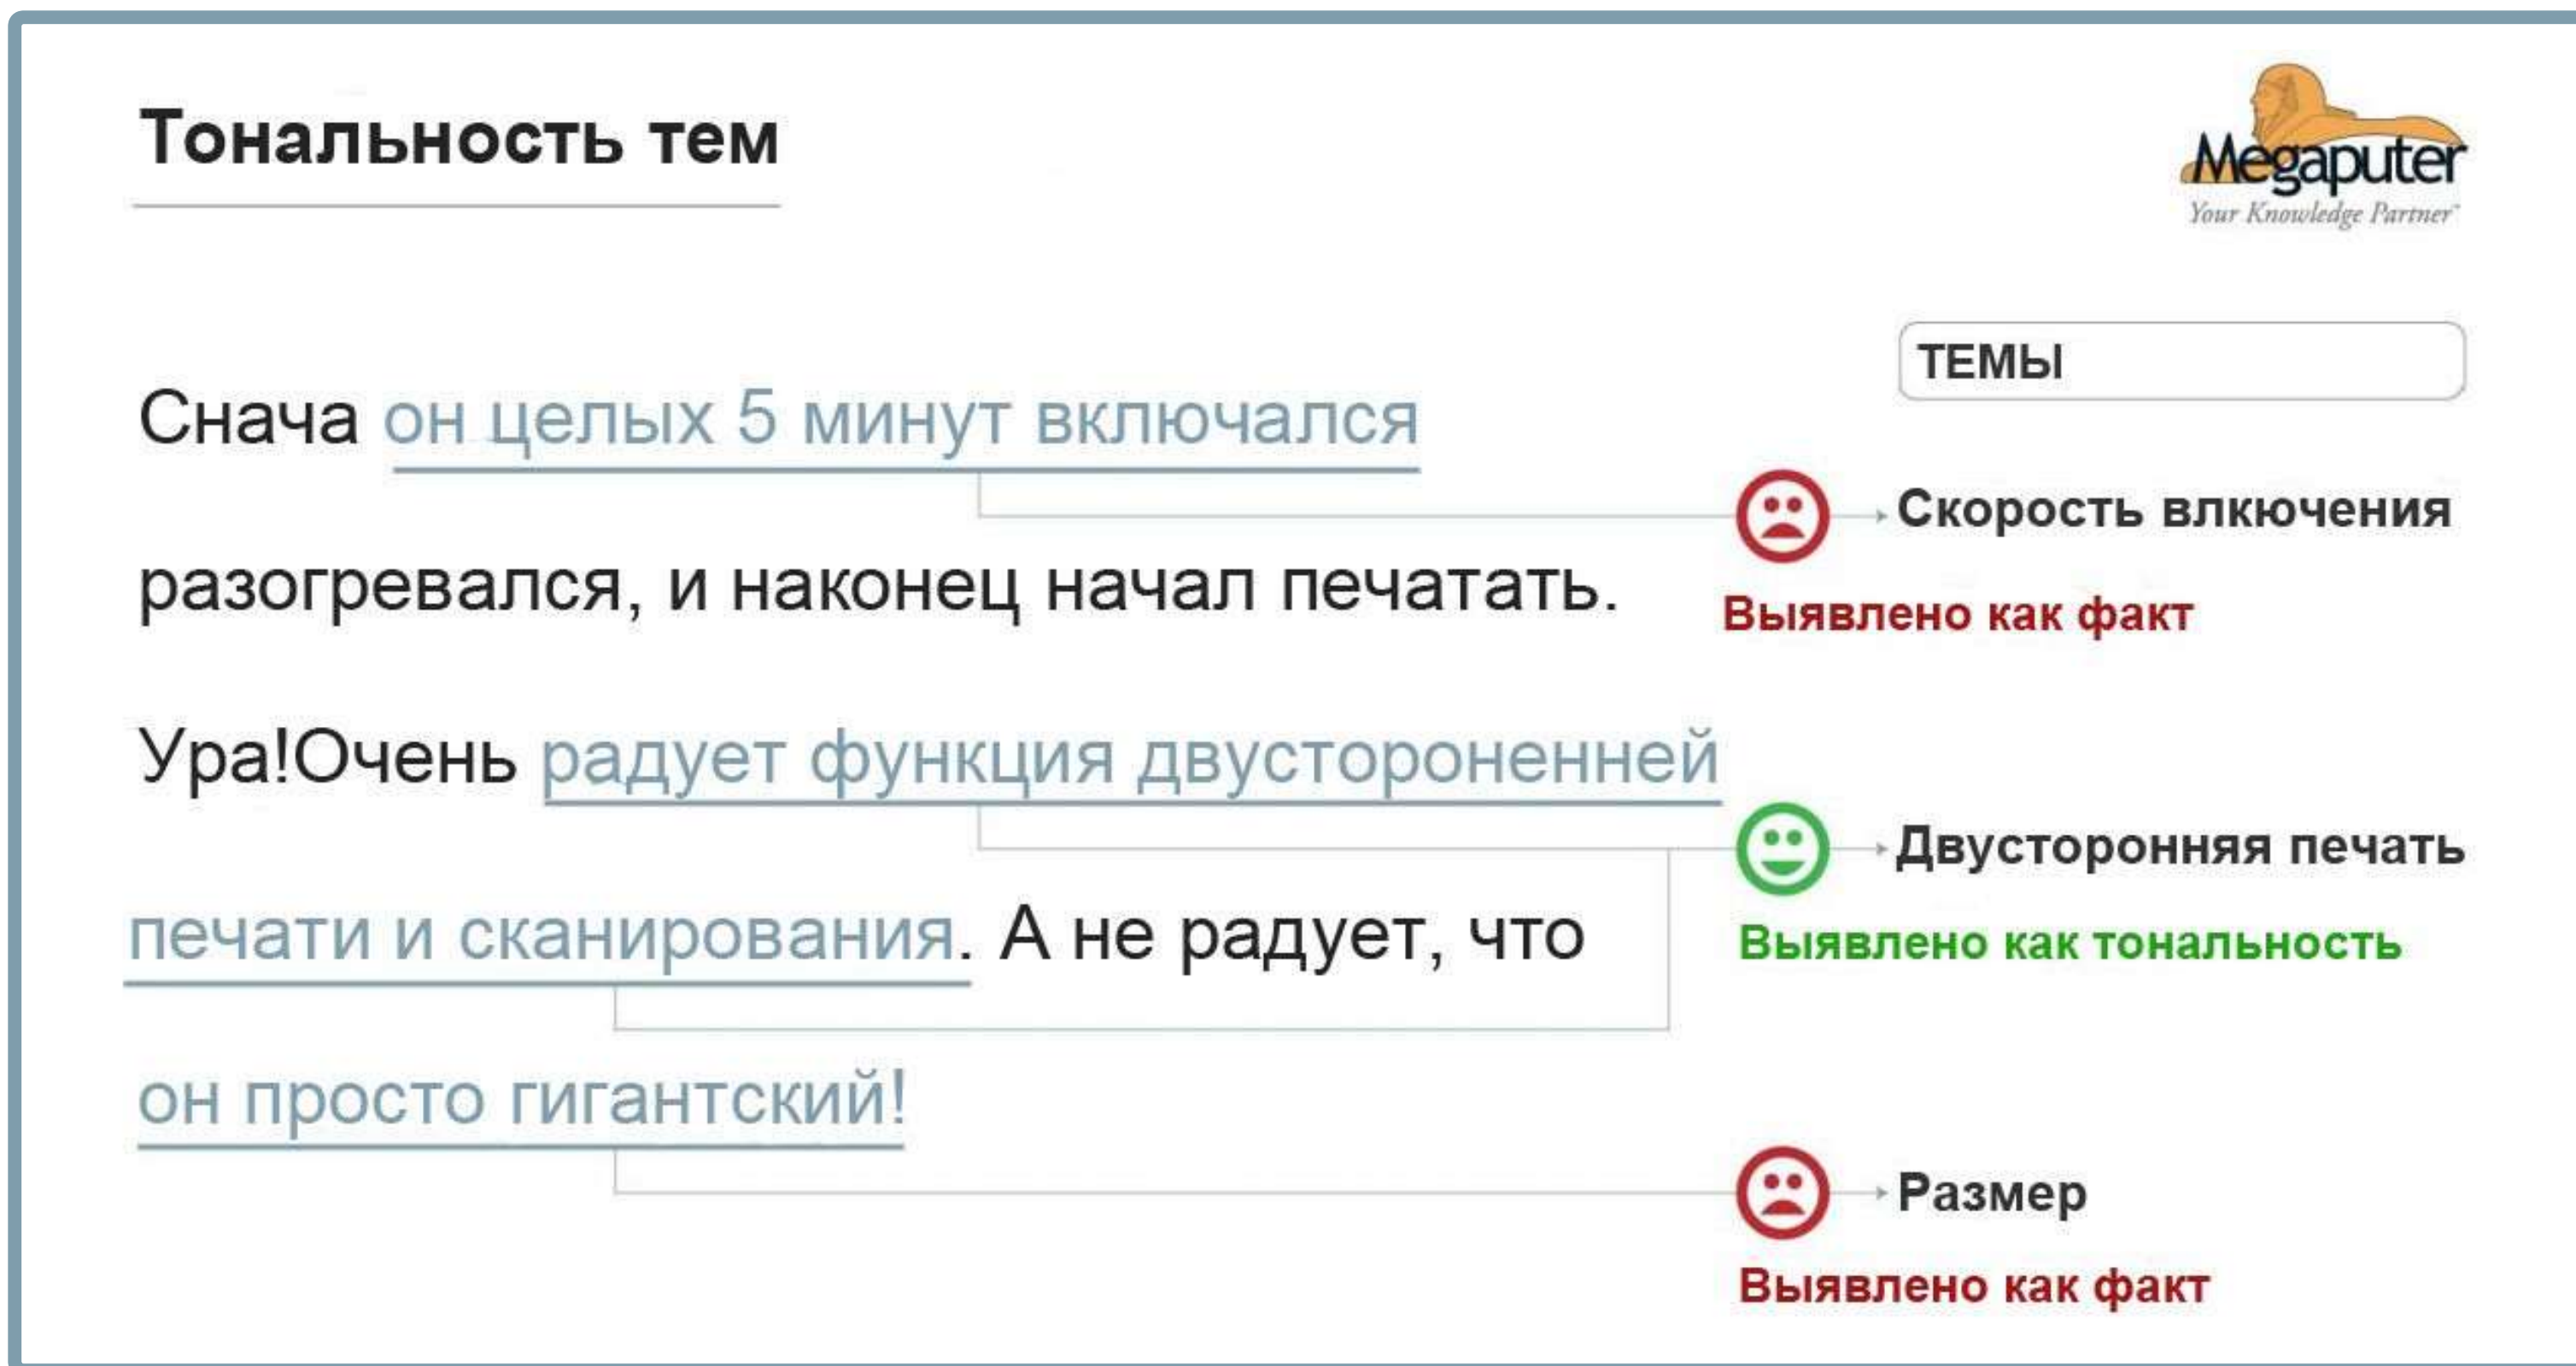 Тональность тем
Megaputer
Your Knowledge Partner™
ТЕМЫ
Снача он целых 5 минут включался
Скорость влкючения
разогревался, и наконец начал печатать.
Выявлено как факт
Ура!Очень радует функция двустороненней
Двусторонняя печать
печати и сканирования. А не радует, что
Выявлено как тональность
он просто гигантский!
Размер
Выявлено как факт